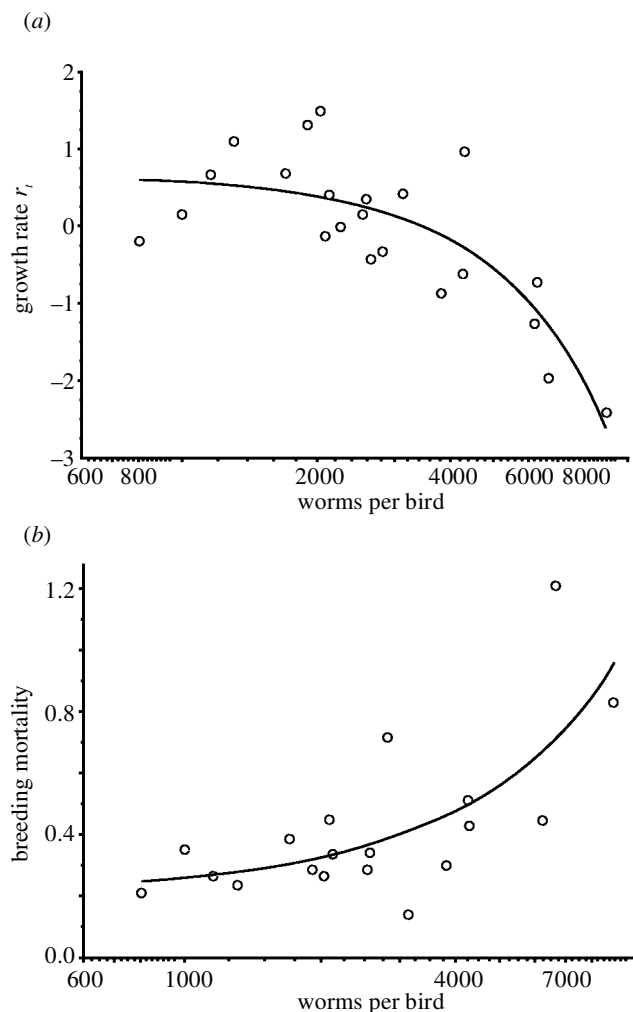 (a)
2
1
0
−1
−2
−3
growth rate rt
600 800 2000 4000 6000 8000
worms per bird
(b)
1.2
0.8
0.4
0.0
breeding mortality
600 1000 4000 7000
worms per bird